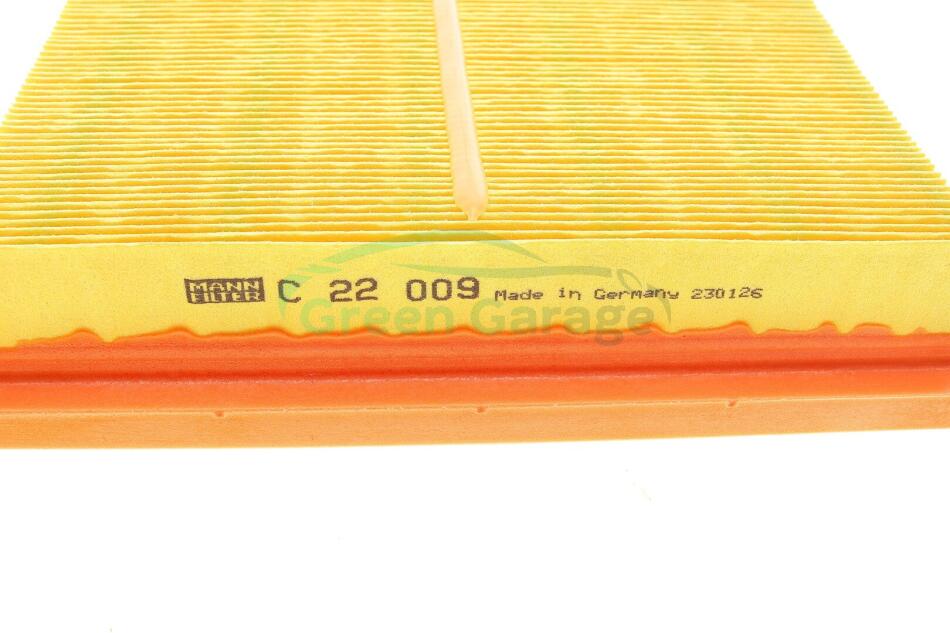 MANN FILTER C 22 009 Made in Germany 230126
Green Garage